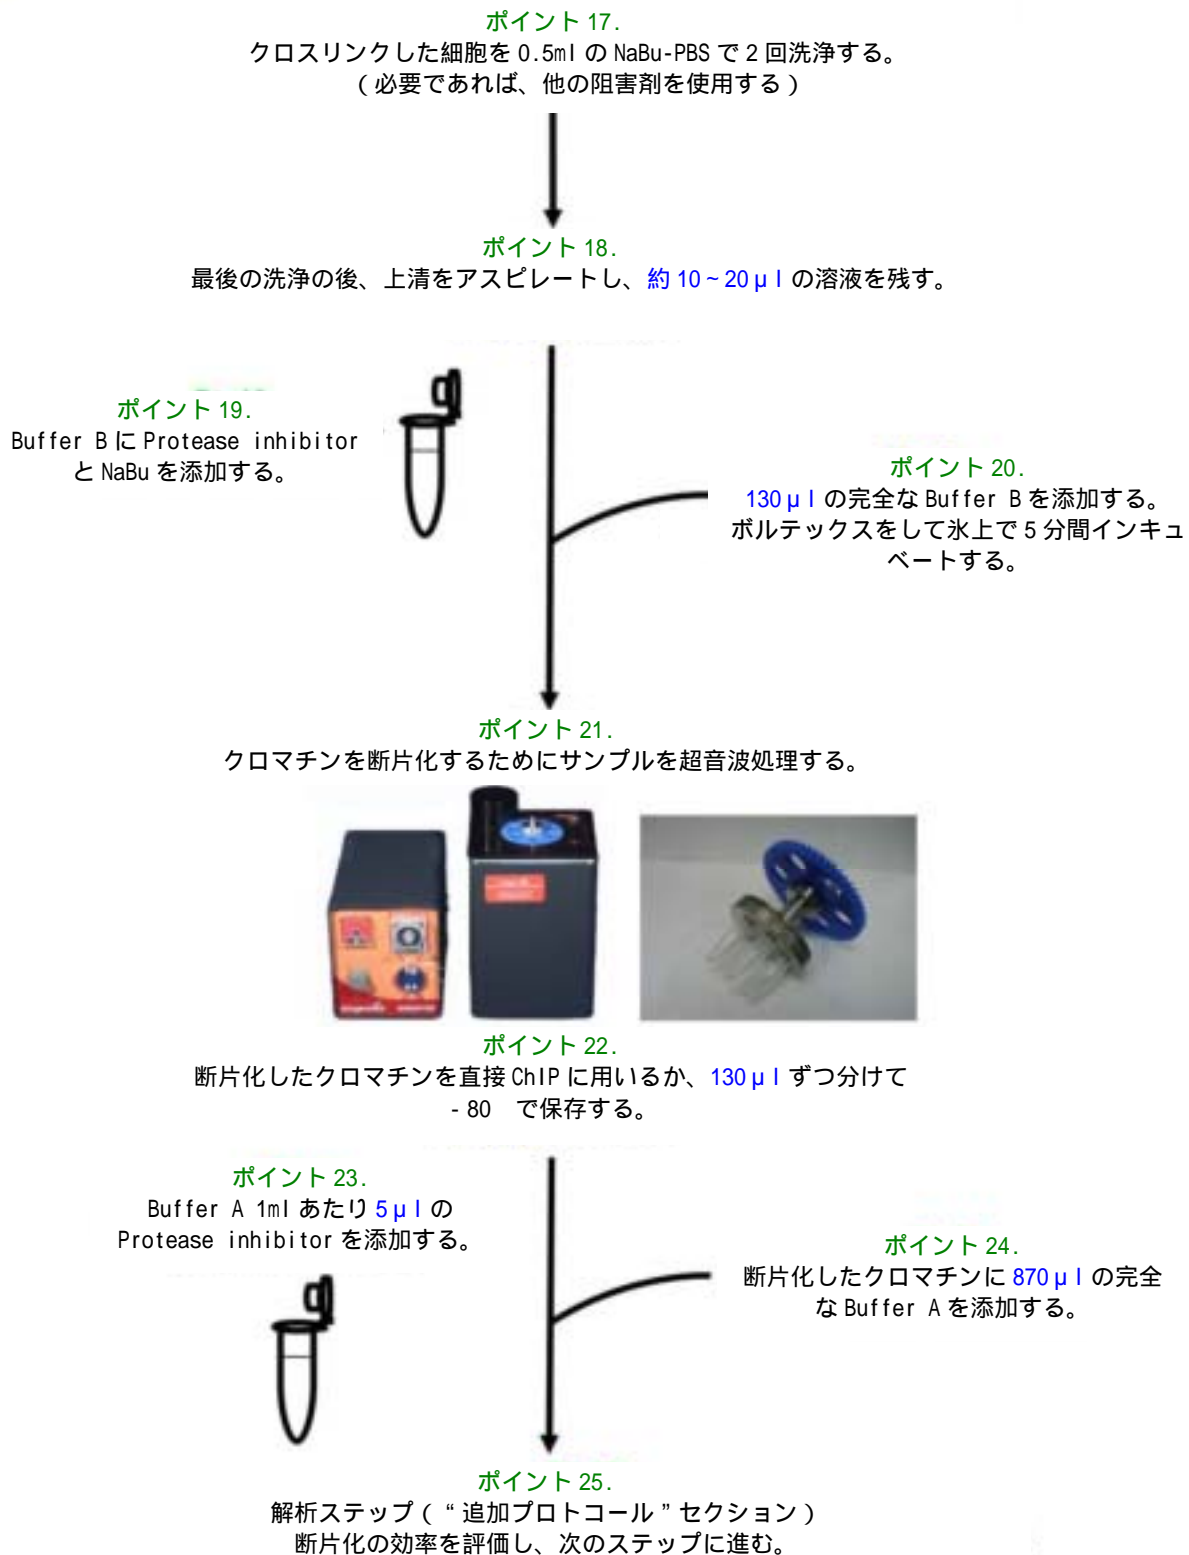 ポイント 17.
クロスリンクした細胞を 0.5ml の NaBu-PBS で 2 回洗浄する。
( 必要であれば、他の阻害剤を使用する )
ポイント 18.
最後の洗浄の後、上清をアスピレートし、約 10~20 µl の溶液を残す。
ポイント 19.
Buffer B に Protease inhibitor
と NaBu を添加する。
ポイント 20.
130 µl の完全な Buffer B を添加する。
ボルテックスをして氷上で 5 分間インキュ
ベートする。
ポイント 21.
クロマチンを断片化するためにサンプルを超音波処理する。
ポイント 22.
断片化したクロマチンを直接 ChIP に用いるか、130 µl ずつ分けて
- 80 で保存する。
ポイント 23.
Buffer A 1ml あたり 5 µl の
Protease inhibitor を添加する。
ポイント 24.
断片化したクロマチンに 870 µl の完全
な Buffer A を添加する。
ポイント 25.
解析ステップ ( “ 追加プロトコール ” セクション )
断片化の効率を評価し、次のステップに進む。